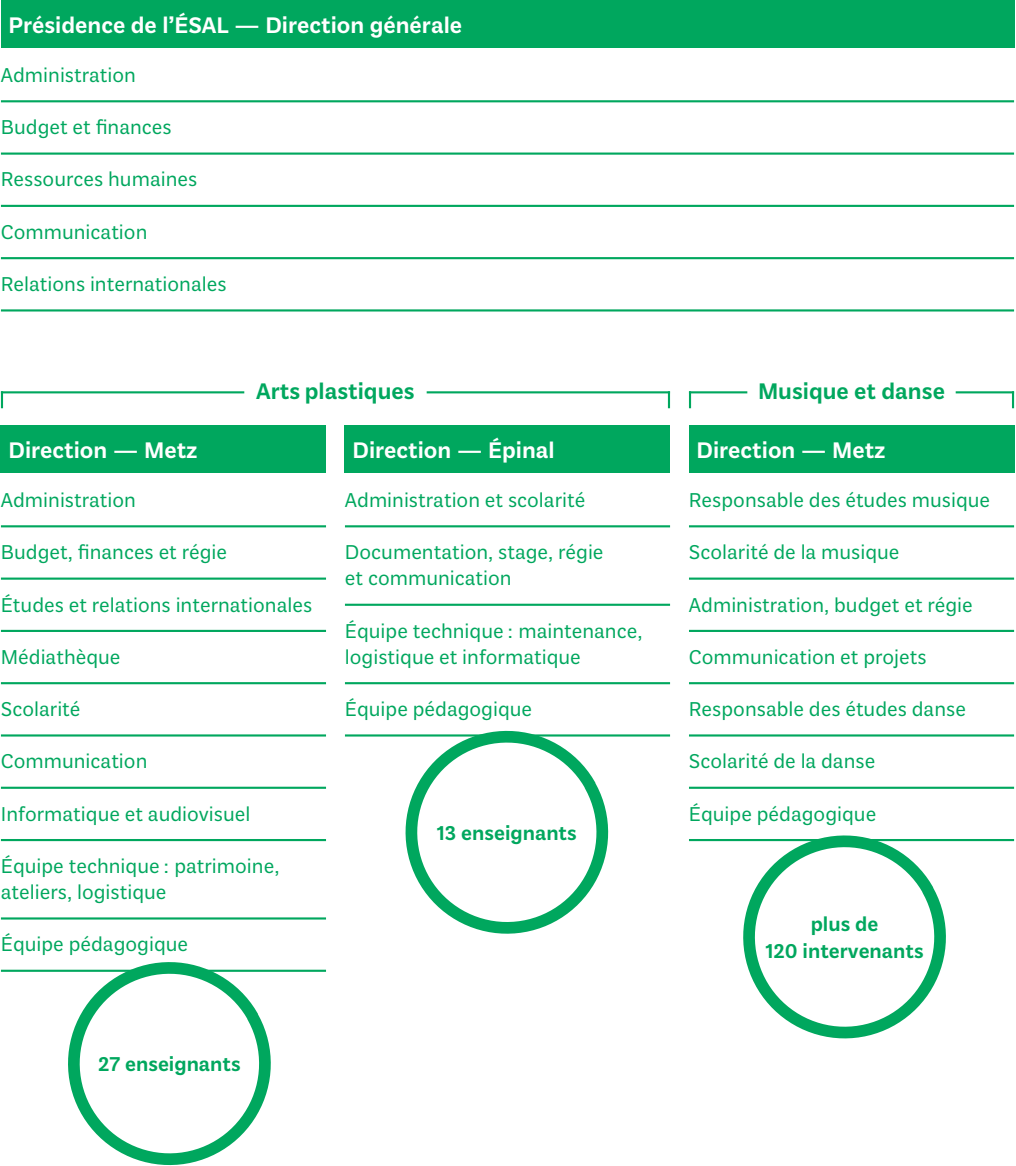 Présidence de l’ÉSAL — Direction générale
Administration
Budget et finances
Ressources humaines
Communication
Relations internationales
Arts plastiques
Direction — Metz
Administration
Budget, finances et régie
Études et relations internationales
Médiathèque
Scolarité
Communication
Informatique et audiovisuel
Équipe technique : patrimoine,
ateliers, logistique
Équipe pédagogique
27 enseignants
Direction — Épinal
Administration et scolarité
Documentation, stage, régie
et communication
Équipe technique : maintenance,
logistique et informatique
Équipe pédagogique
13 enseignants
Musique et danse
Direction — Metz
Responsable des études musique
Scolarité de la musique
Administration, budget et régie
Communication et projets
Responsable des études danse
Scolarité de la danse
Équipe pédagogique
plus de
120 intervenants